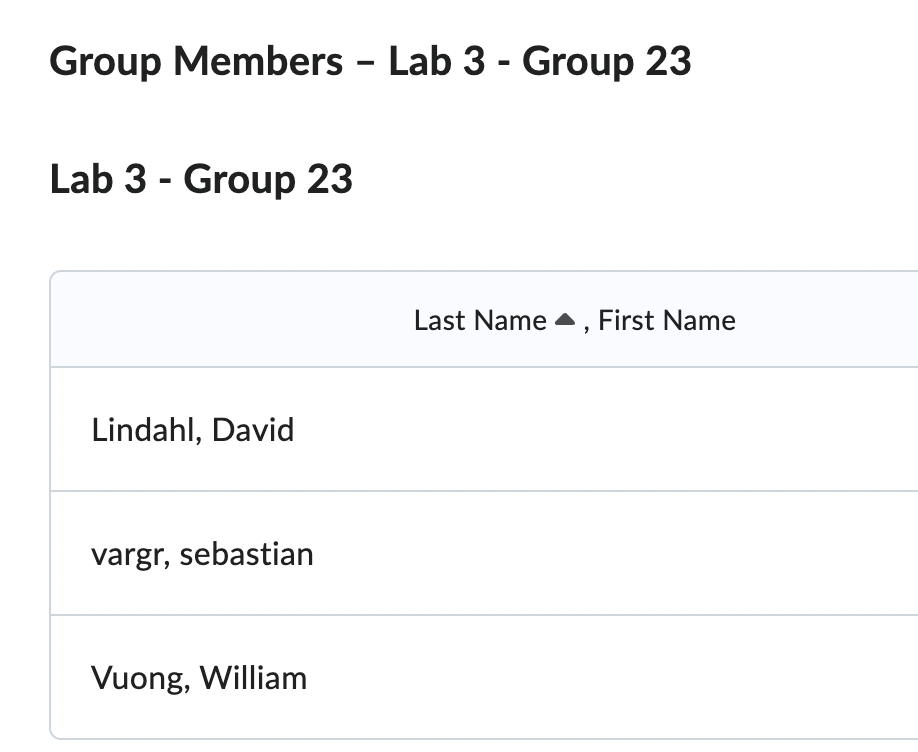 Group Members – Lab 3 - Group 23
Lab 3 - Group 23
Last Name ▲ , First Name
Lindahl, David
vargr, sebastian
Vuong, William